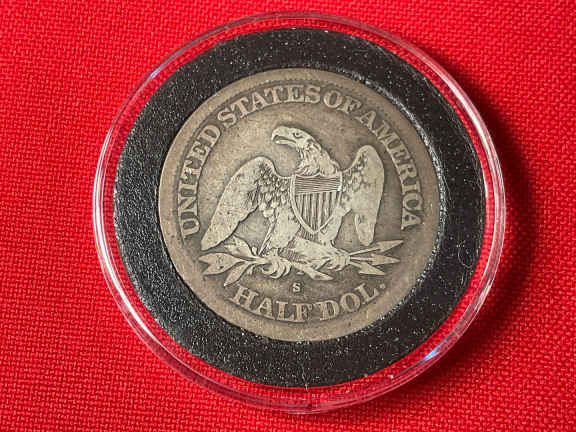 UNITED STATES OF AMERICA
S
HALF DOL.